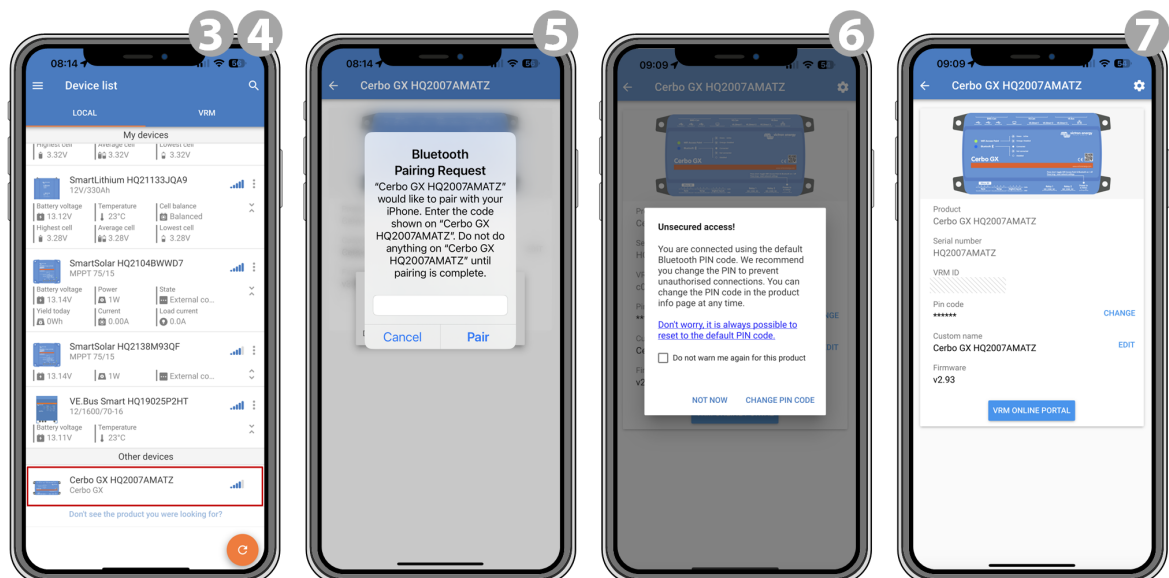 3 4
08:14
Device list
LOCAL
VRM
My devices
Highest cell Average cell Lowest cell
3.32V 3.32V 3.32V
SmartLithium HQ21133JQA9
12V/330Ah
Battery voltage Temperature Cell balance
13.12V 23°C Balanced
Highest cell Average cell Lowest cell
3.28V 3.28V 3.28V
SmartSolar HQ2104BWWD7
MPPT 75/15
Battery voltage Power State
13.14V 1W External co...
Yield today Current Load current
0Wh 0.00A 0.0A
SmartSolar HQ2138M93QF
MPPT 75/15
13.14V 1W External co...
VE.Bus Smart HQ19025P2HT
12/1600/70-16
Battery voltage Temperature
13.11V 23°C
Other devices
Cerbo GX HQ2007AMATZ
Cerbo GX
Don't see the product you were looking for?
5
08:14
Cerbo GX HQ2007AMATZ
Bluetooth
Pairing Request
"Cerbo GX HQ2007AMATZ"
would like to pair with your
iPhone. Enter the code
shown on "Cerbo GX
HQ2007AMATZ". Do not do
anything on "Cerbo GX
HQ2007AMATZ" until
pairing is complete.
Cancel
Pair
6
09:09
Cerbo GX HQ2007AMATZ
Cerbo GX
Unsecured access!
You are connected using the default
Bluetooth PIN code. We recommend
you change the PIN to prevent
unauthorised connections. You can
change the PIN code in the product
info page at any time.
Don't worry, it is always possible to
reset to the default PIN code.
Do not warn me again for this product
NOT NOW
CHANGE PIN CODE
7
09:09
Cerbo GX HQ2007AMATZ
victron energy
Cerbo GX
Product
Cerbo GX HQ2007AMATZ
Serial number
HQ2007AMATZ
VRM ID
Pin code
****** CHANGE
Custom name
Cerbo GX HQ2007AMATZ EDIT
Firmware
v2.93
VRM ONLINE PORTAL